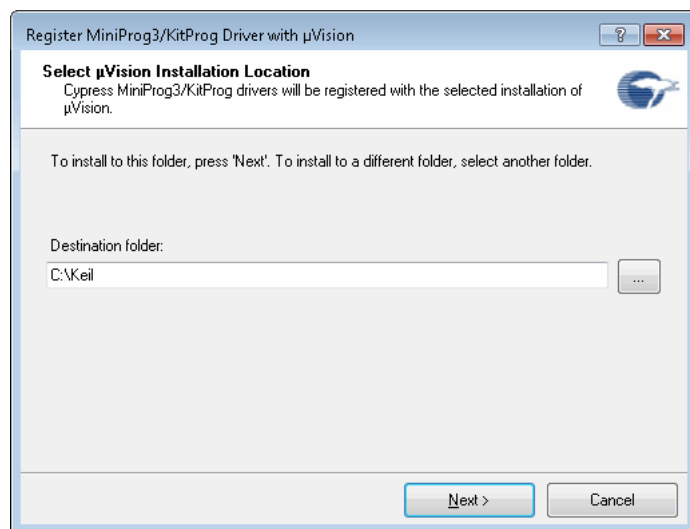 Register MiniProg3/KitProg Driver with µVision
Select µVision Installation Location
Cypress MiniProg3/KitProg drivers will be registered with the selected installation of
µVision.
To install to this folder, press 'Next'. To install to a different folder, select another folder.
Destination folder:
C:\Keil
...
Next >
Cancel